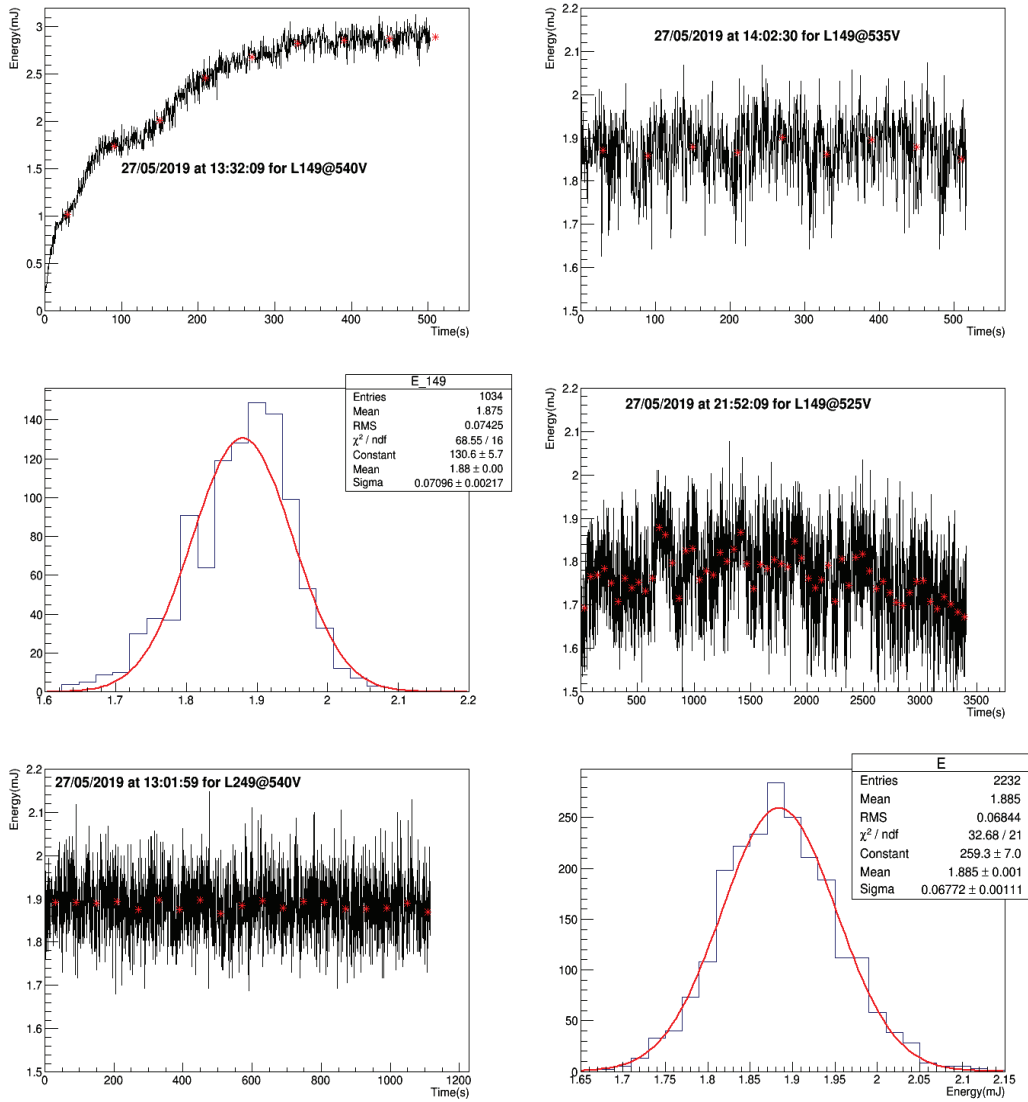 Energy(mJ)
3
2.5
2
1.5
1
0.5
0
27/05/2019 at 13:32:09 for L149@540V
0 100 200 300 400 500
Time(s)
Energy(mJ)
2.2
2.1
2
1.9
1.8
1.7
1.6
1.5
27/05/2019 at 14:02:30 for L149@535V
0 100 200 300 400 500
Time(s)
E_149
Entries 1034
Mean 1.875
RMS 0.07425
χ² / ndf 68.55 / 16
Constant 130.6 ± 5.7
Mean 1.88 ± 0.00
Sigma 0.07096 ± 0.00217
140
120
100
80
60
40
20
0
1.6 1.7 1.8 1.9 2 2.1 2.2
Energy(mJ)
2.2
2.1
2
1.9
1.8
1.7
1.6
1.5
27/05/2019 at 21:52:09 for L149@525V
0 500 1000 1500 2000 2500 3000 3500
Time(s)
Energy(mJ)
2.2
2.1
2
1.9
1.8
1.7
1.6
1.5
27/05/2019 at 13:01:59 for L249@540V
0 200 400 600 800 1000 1200
Time(s)
E
Entries 2232
Mean 1.885
RMS 0.06844
χ² / ndf 32.68 / 21
Constant 259.3 ± 7.0
Mean 1.885 ± 0.001
Sigma 0.06772 ± 0.00111
250
200
150
100
50
0
1.65 1.7 1.75 1.8 1.85 1.9 1.95 2 2.05 2.1 2.15
Energy(mJ)